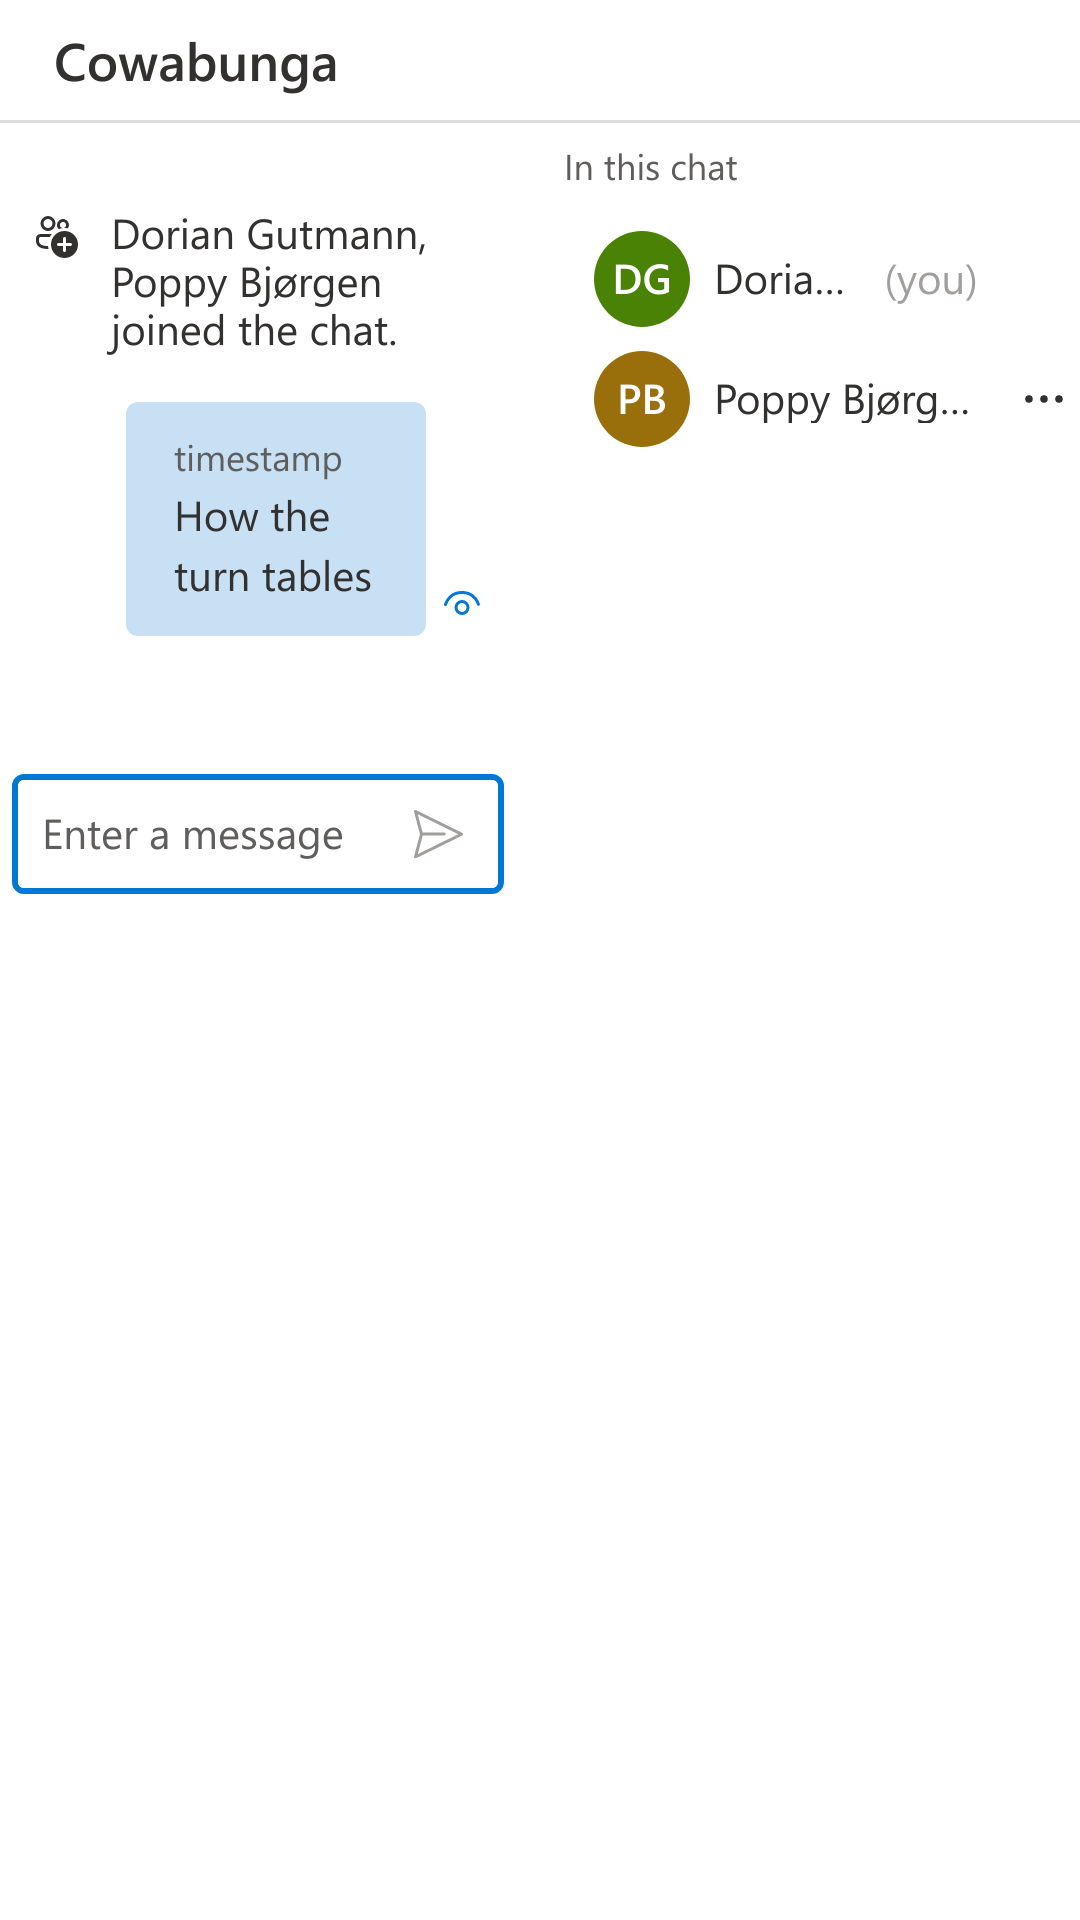 Cowabunga
Dorian Gutmann,
Poppy Bjørgen
joined the chat.
timestamp
How the
turn tables
Enter a message
In this chat
DG Doria... (you)
PB Poppy Bjørg...